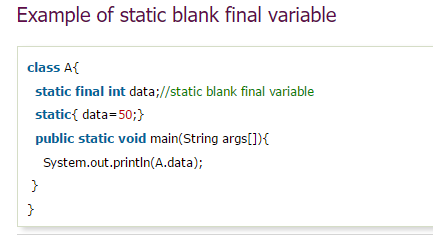 Example of static blank final variable
class A{
static final int data;//static blank final variable
static{ data=50;}
public static void main(String args[]){
System.out.println(A.data);
}
}